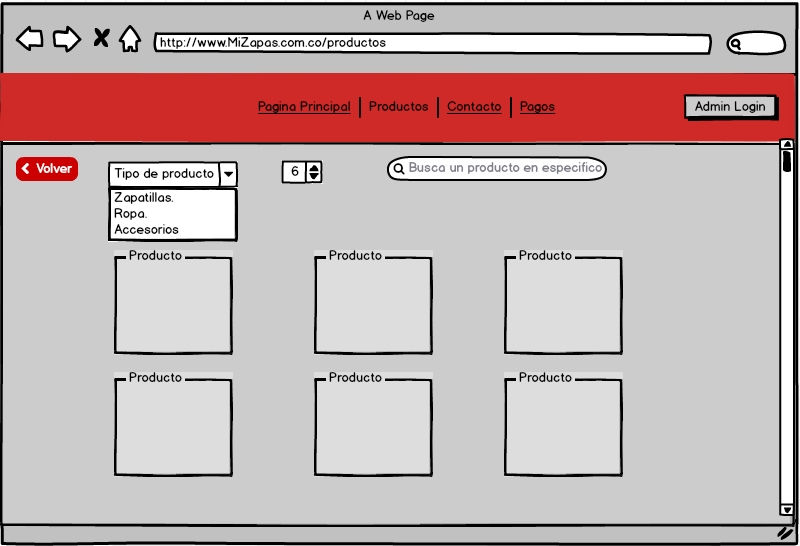 A Web Page
http://www.MiZapas.com.co/productos
Pagina Principal Productos Contacto Pagos Admin Login
Volver Tipo de producto 6 Busca un producto en especifico
Zapatillas.
Ropa.
Accesorios
Producto Producto Producto
Producto Producto Producto